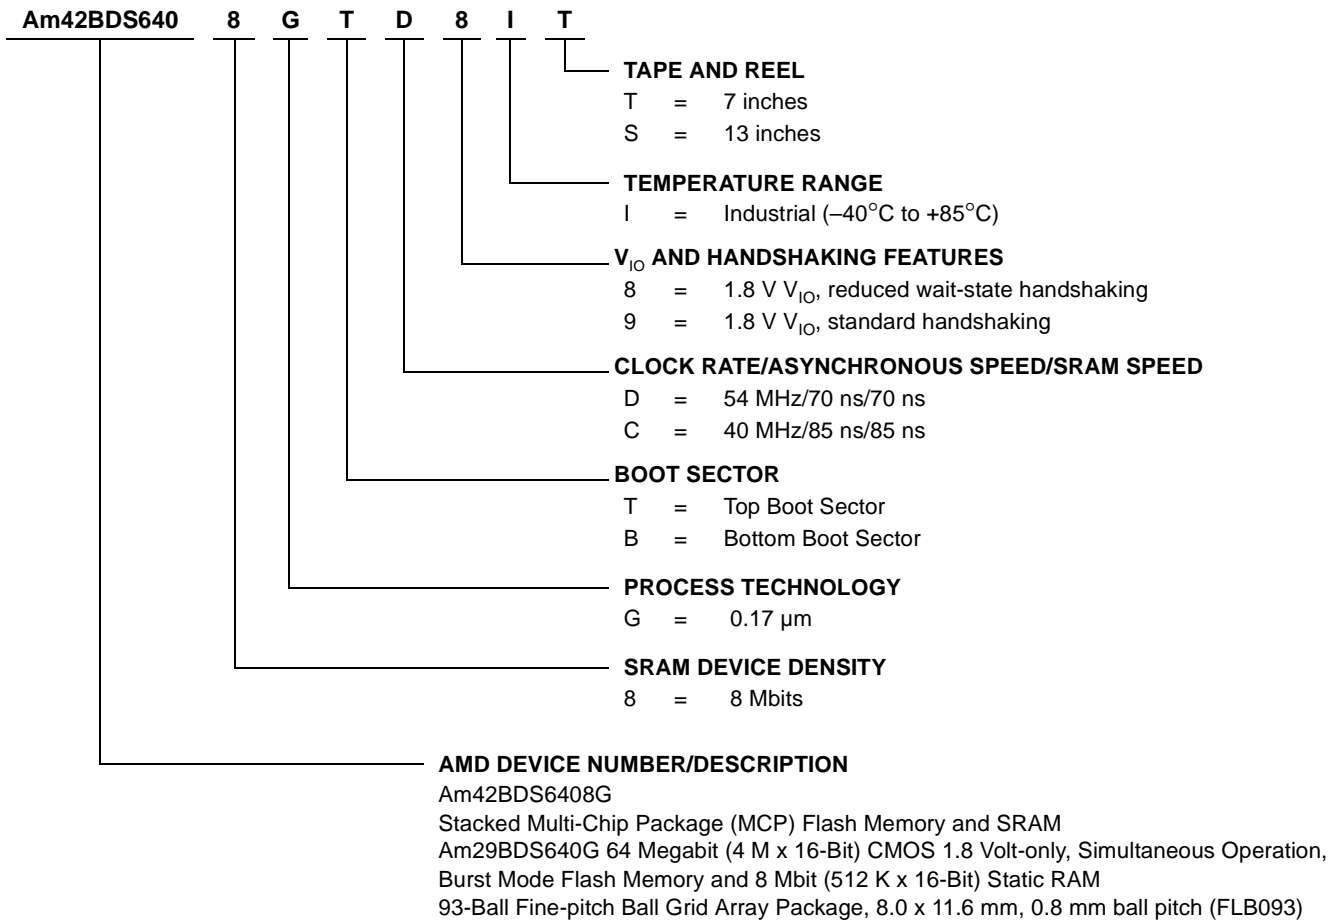 Am42BDS640 8 G T D 8 I T
TAPE AND REEL
T = 7 inches
S = 13 inches
TEMPERATURE RANGE
I = Industrial (–40°C to +85°C)
VIO AND HANDSHAKING FEATURES
8 = 1.8 V VIO, reduced wait-state handshaking
9 = 1.8 V VIO, standard handshaking
CLOCK RATE/ASYNCHRONOUS SPEED/SRAM SPEED
D = 54 MHz/70 ns/70 ns
C = 40 MHz/85 ns/85 ns
BOOT SECTOR
T = Top Boot Sector
B = Bottom Boot Sector
PROCESS TECHNOLOGY
G = 0.17 µm
SRAM DEVICE DENSITY
8 = 8 Mbits
AMD DEVICE NUMBER/DESCRIPTION
Am42BDS6408G
Stacked Multi-Chip Package (MCP) Flash Memory and SRAM
Am29BDS640G 64 Megabit (4 M x 16-Bit) CMOS 1.8 Volt-only, Simultaneous Operation,
Burst Mode Flash Memory and 8 Mbit (512 K x 16-Bit) Static RAM
93-Ball Fine-pitch Ball Grid Array Package, 8.0 x 11.6 mm, 0.8 mm ball pitch (FLB093)